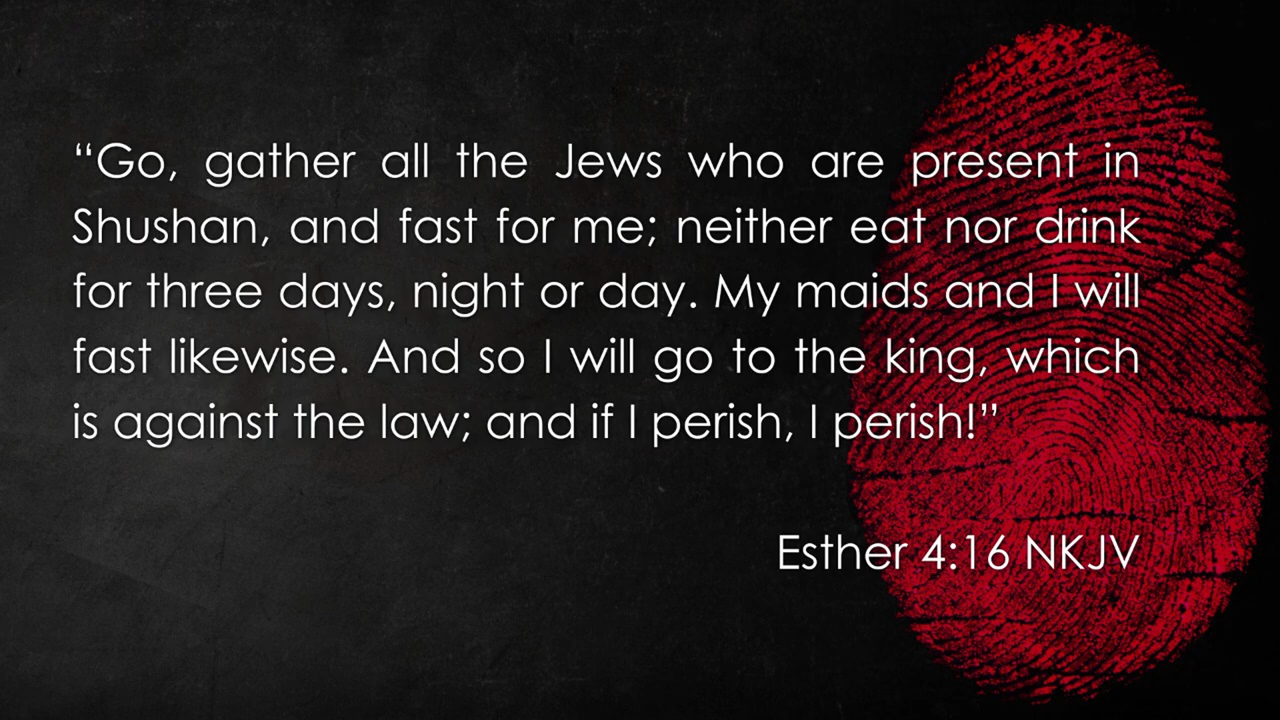 “Go, gather all the Jews who are present in
Shushan, and fast for me; neither eat nor drink
for three days, night or day. My maids and I will
fast likewise. And so I will go to the king, which
is against the law; and if I perish, I perish!”
Esther 4:16 NKJV